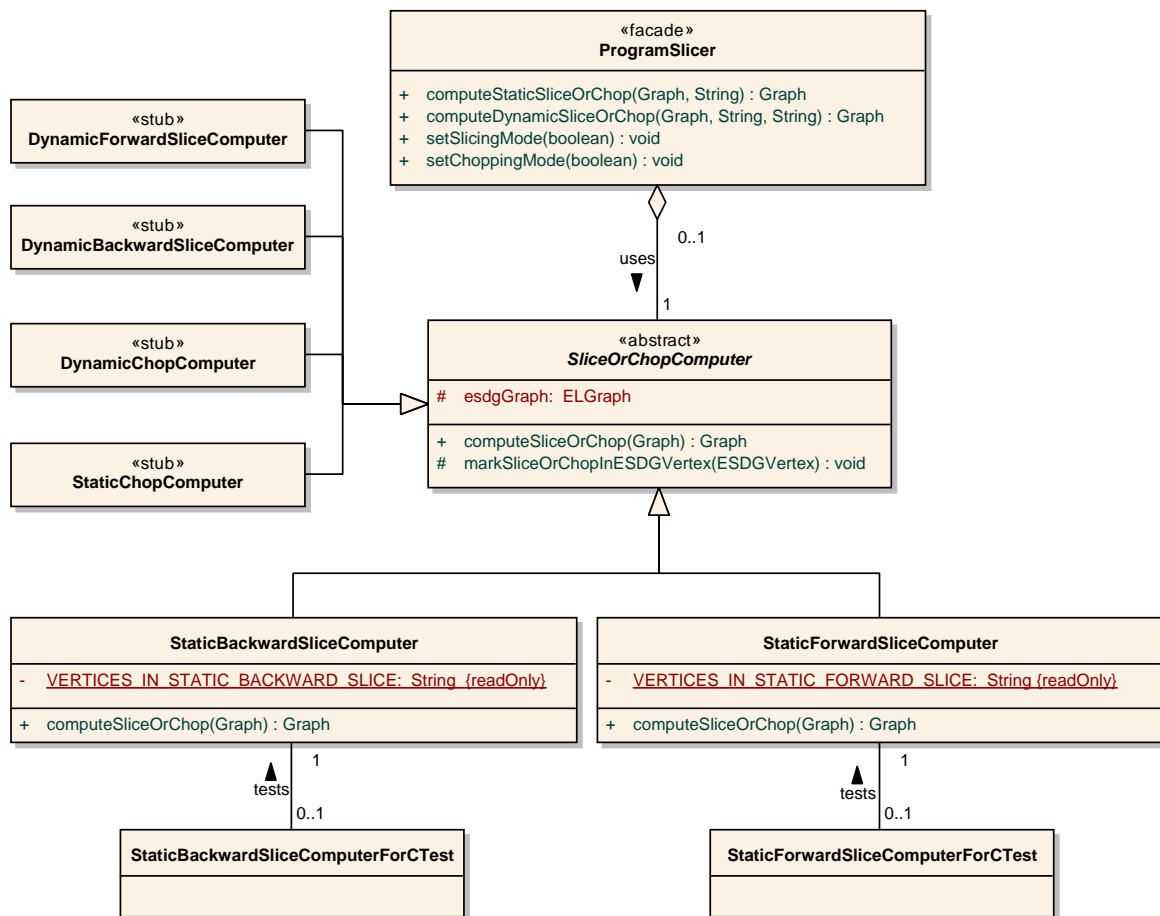 «facade»
ProgramSlicer
+ computeStaticSliceOrChop(Graph, String) : Graph
+ computeDynamicSliceOrChop(Graph, String, String) : Graph
+ setSlicingMode(boolean) : void
+ setChoppingMode(boolean) : void
«stub»
DynamicForwardSliceComputer
«stub»
DynamicBackwardSliceComputer
«stub»
DynamicChopComputer
«stub»
StaticChopComputer
0..1
uses
1
«abstract»
SliceOrChopComputer
# esdgGraph: ELGraph
+ computeSliceOrChop(Graph) : Graph
# markSliceOrChopInESDGVertex(ESDGVertex) : void
StaticBackwardSliceComputer
- VERTICES_IN_STATIC_BACKWARD_SLICE: String {readOnly}
+ computeSliceOrChop(Graph) : Graph
StaticForwardSliceComputer
- VERTICES_IN_STATIC_FORWARD_SLICE: String {readOnly}
+ computeSliceOrChop(Graph) : Graph
1
tests
0..1
1
tests
0..1
StaticBackwardSliceComputerForCTest
StaticForwardSliceComputerForCTest